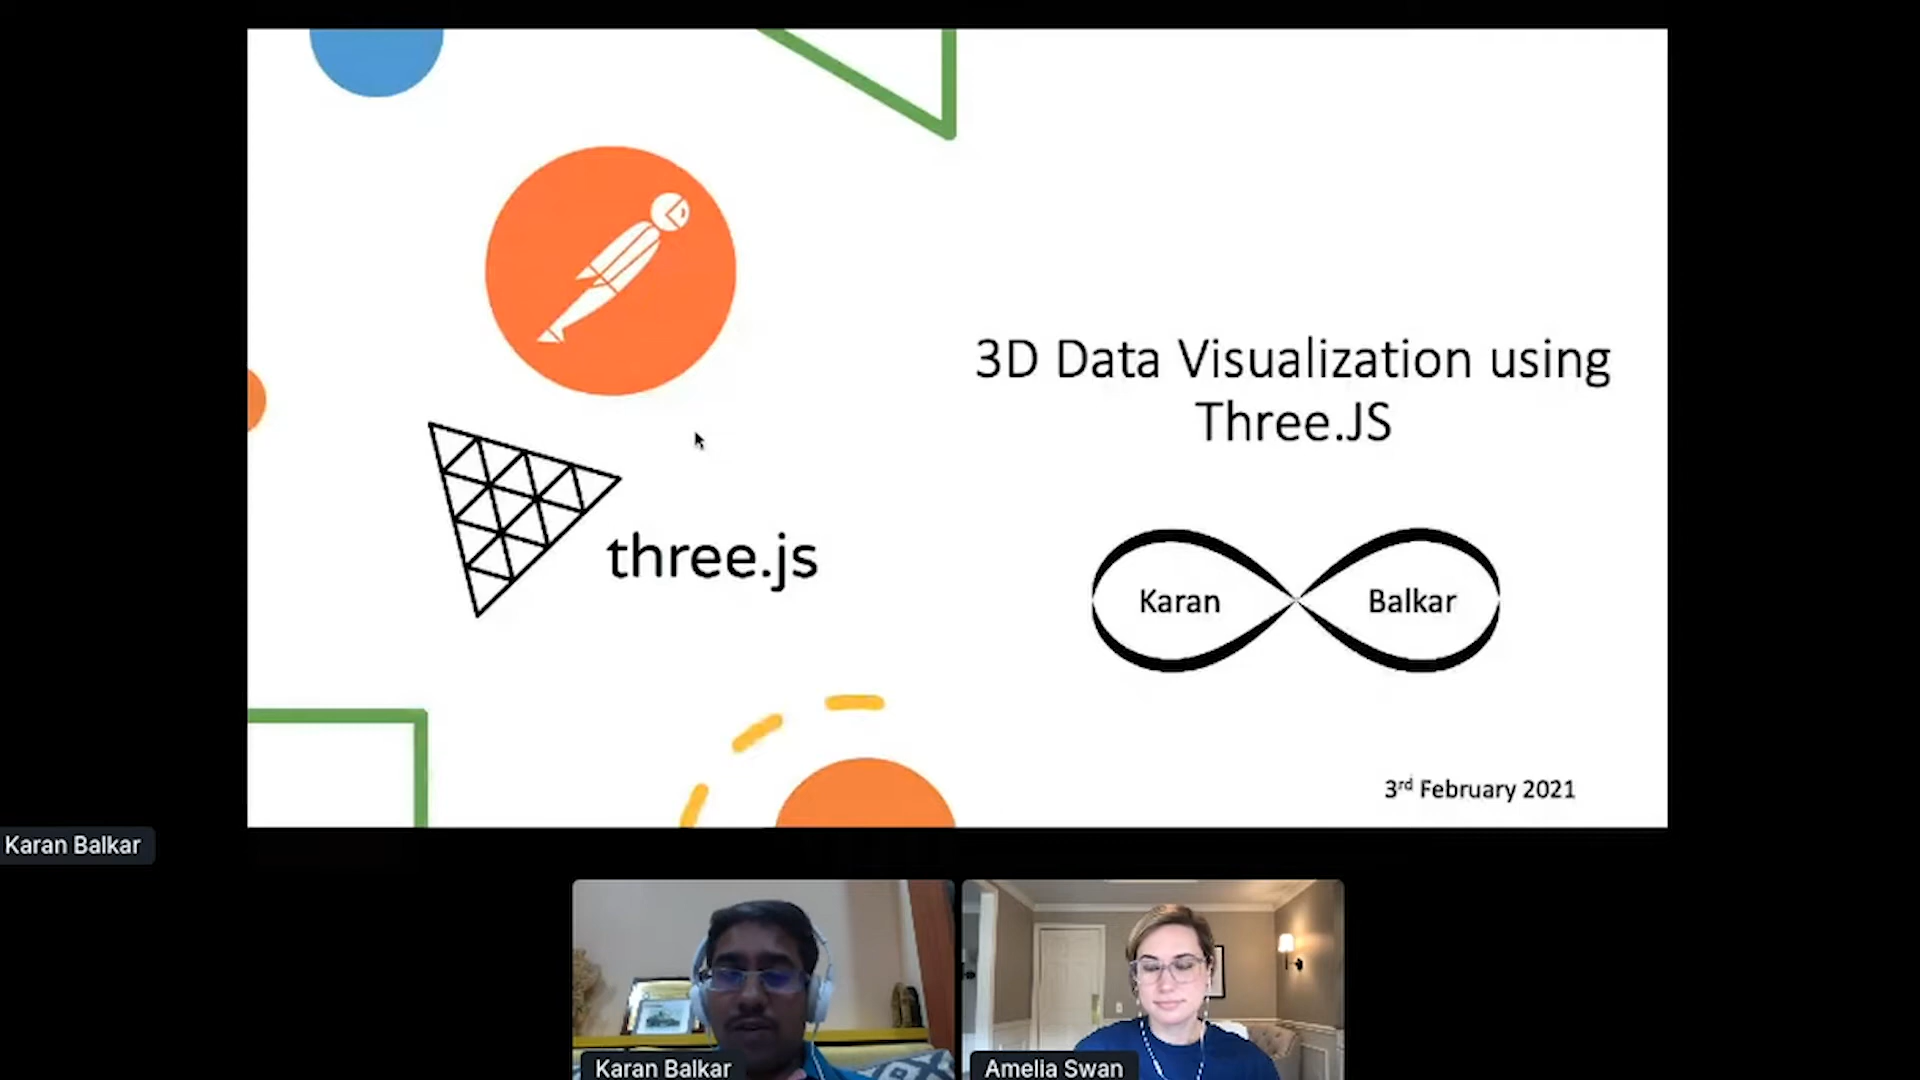 3D Data Visualization using
Three.JS
three.js
Karan Balkar
3rd February 2021
Karan Balkar
Karan Balkar
Amelia Swan